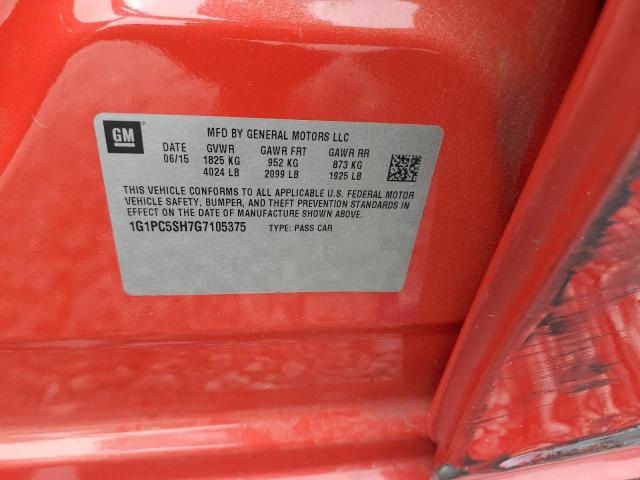 GM
MFD BY GENERAL MOTORS LLC
DATE GVWR GAWR FRT GAWR RR
06/15 1825 KG 952 KG 873 KG
4024 LB 2099 LB 1925 LB
THIS VEHICLE CONFORMS TO ALL APPLICABLE U.S. FEDERAL MOTOR
VEHICLE SAFETY, BUMPER, AND THEFT PREVENTION STANDARDS IN
EFFECT ON THE DATE OF MANUFACTURE SHOWN ABOVE.
1G1PC5SH7G7105375 TYPE: PASS CAR